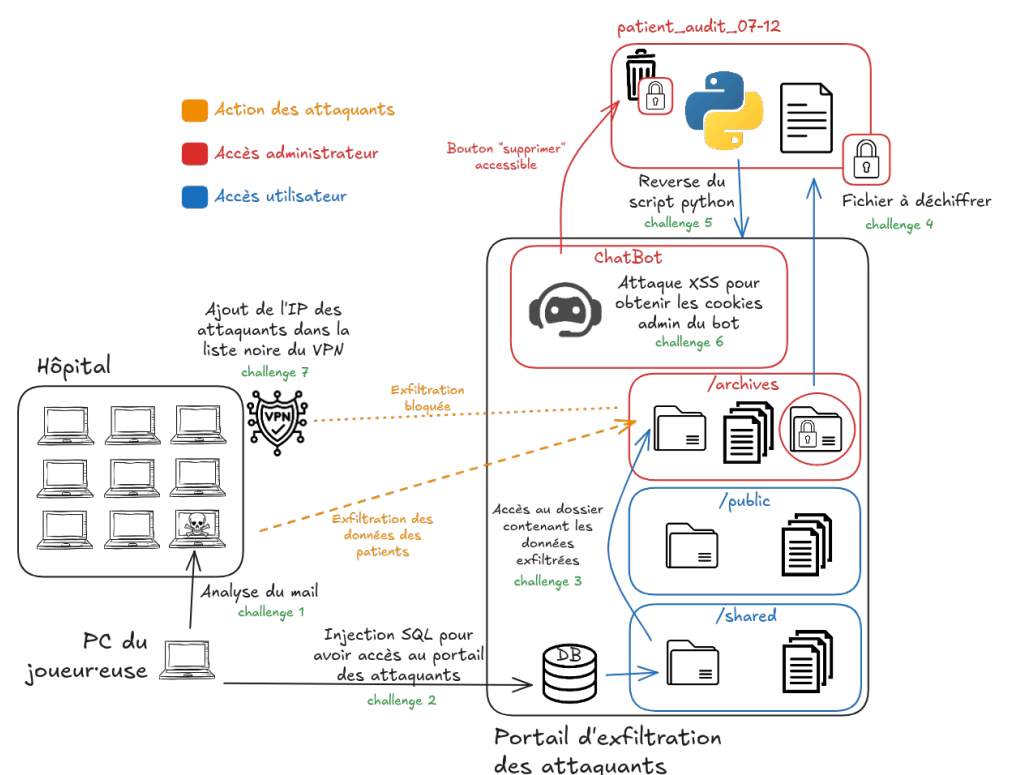 patient_audit_07-12
Action des attaquants
Accès administrateur
Accès utilisateur
Bouton "supprimer"
accessible
Reverse du
script python
challenge 5
Fichier à déchiffrer
challenge 4
ChatBot
Attaque XSS pour
obtenir les cookies
admin du bot
challenge 6
Ajout de l'IP des
attaquants dans la
liste noire du VPN
challenge 7
Hôpital
VPN
Exfiltration
bloquée
/archives
Exfiltration des
données des
patients
Accès au dossier
contenant les
données
exfiltrées
challenge 3
/public
Analyse du mail
challenge 1
/shared
PC du
joueur·euse
Injection SQL pour
avoir accès au portail
des attaquants
challenge 2
DB
Portail d'exfiltration
des attaquants